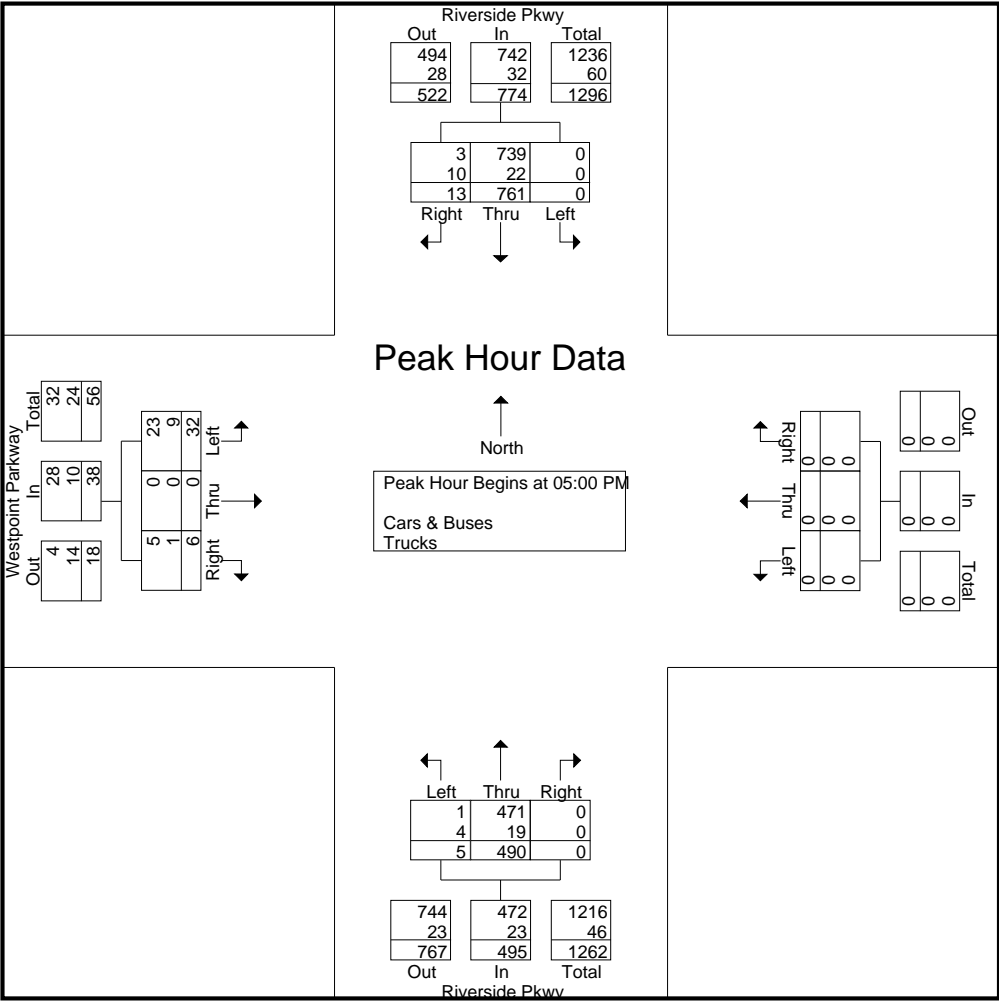 Riverside Pkwy
Out In Total
494 742 1236
28 32 60
522 774 1296
3 739 0
10 22 0
13 761 0
Right Thru Left
Peak Hour Data
North
Peak Hour Begins at 05:00 PM
Cars & Buses
Trucks
Westpoint Parkway
Out In Total
4 28 32
14 10 24
18 38 56
Right Thru Left
5 0 23
1 0 9
6 0 32
Out In Total
0 0 0
0 0 0
0 0 0
Right Thru Left
0 0 0
0 0 0
0 0 0
Left Thru Right
1 471 0
4 19 0
5 490 0
744 472 1216
23 23 46
767 495 1262
Out In Total
Riverside Pkwy